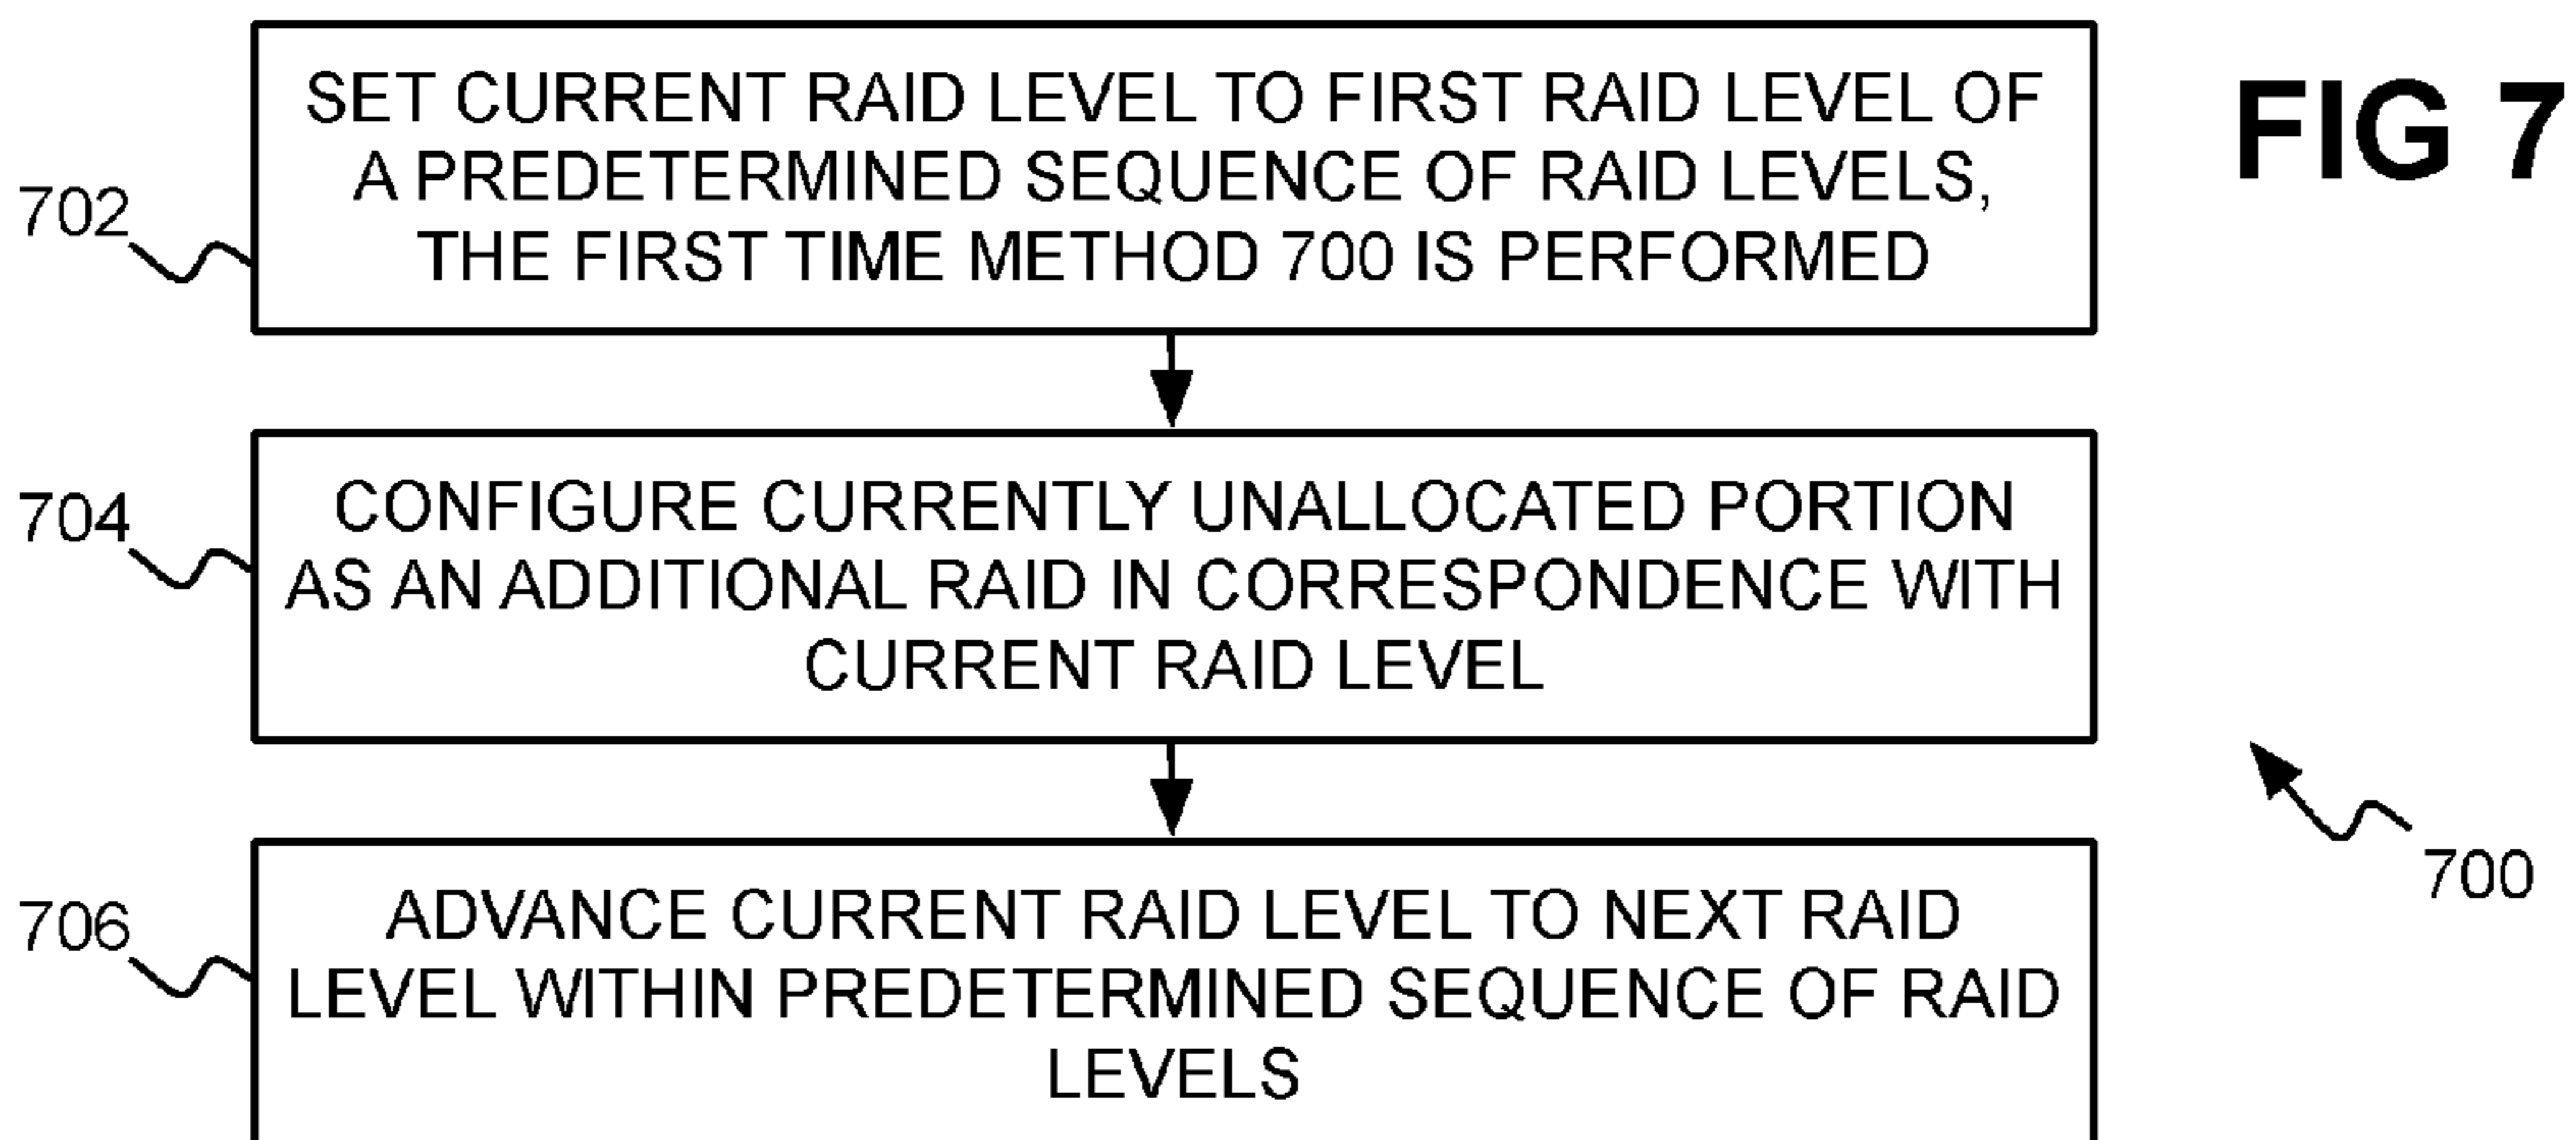 FIG 7
702
SET CURRENT RAID LEVEL TO FIRST RAID LEVEL OF
A PREDETERMINED SEQUENCE OF RAID LEVELS,
THE FIRST TIME METHOD 700 IS PERFORMED
704
CONFIGURE CURRENTLY UNALLOCATED PORTION
AS AN ADDITIONAL RAID IN CORRESPONDENCE WITH
CURRENT RAID LEVEL
706
ADVANCE CURRENT RAID LEVEL TO NEXT RAID
LEVEL WITHIN PREDETERMINED SEQUENCE OF RAID
LEVELS
700